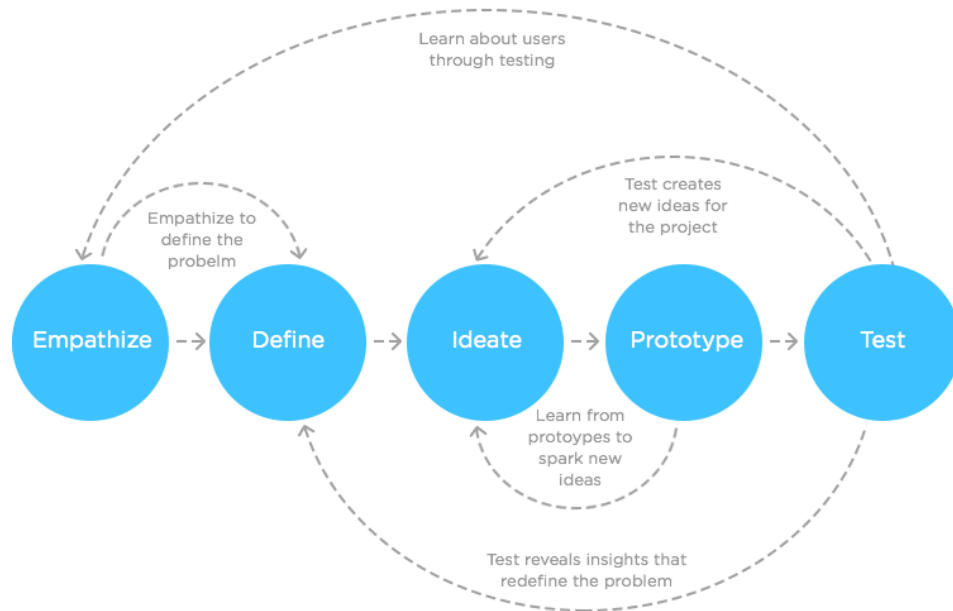 Learn about users
through testing
Test creates
new ideas for
the project
Empathize to
define the
probelm
Empathize
Define
Ideate
Prototype
Test
Learn from
protoypes to
spark new
ideas
Test reveals insights that
redefine the problem